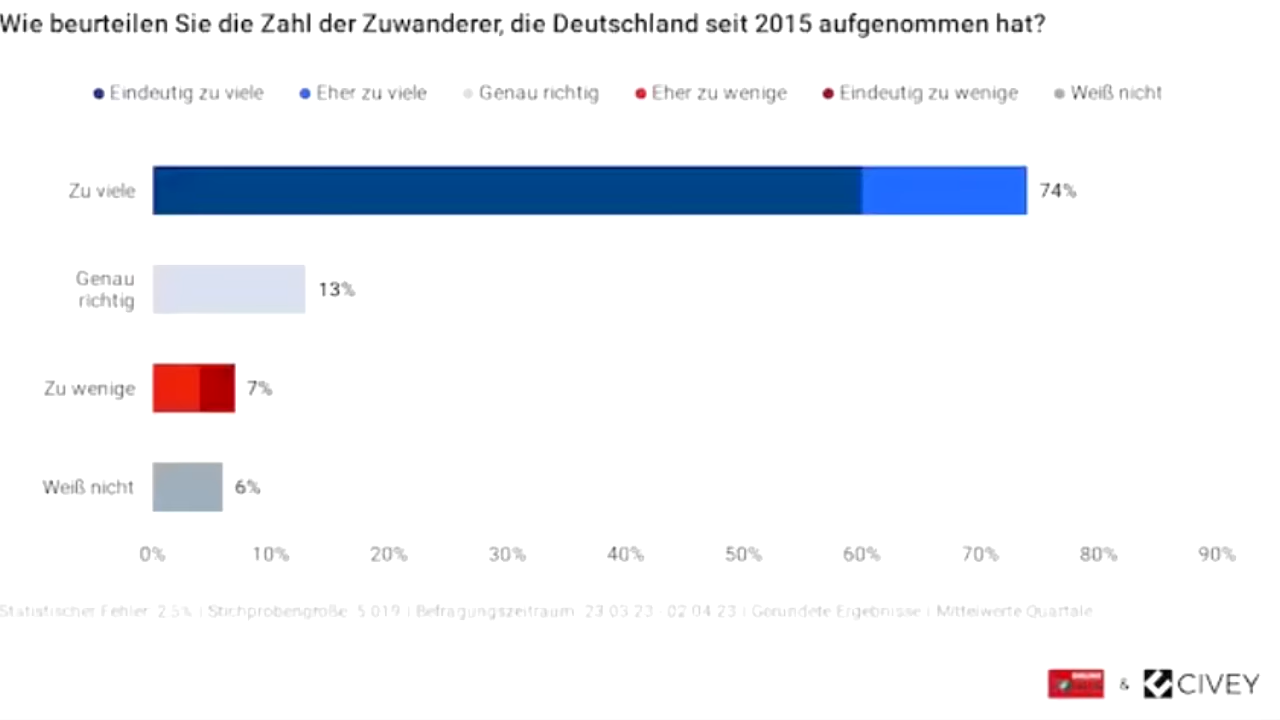 Wie beurteilen Sie die Zahl der Zuwanderer, die Deutschland seit 2015 aufgenommen hat?
Eindeutig zu viele Eher zu viele Genau richtig Eher zu wenige Eindeutig zu wenige Weiß nicht
Zu viele 74%
Genau
richtig 13%
Zu wenige 7%
Weiß nicht 6%
0% 10% 20% 30% 40% 50% 60% 70% 80% 90%
Statistischer Fehler: 2.5% | Stichprobengröße: 5.019 | Befragungszeitraum: 23.03.23 - 02.04.23 | Gerundete Ergebnisse | Mittelwerte Quartale
& CIVEY